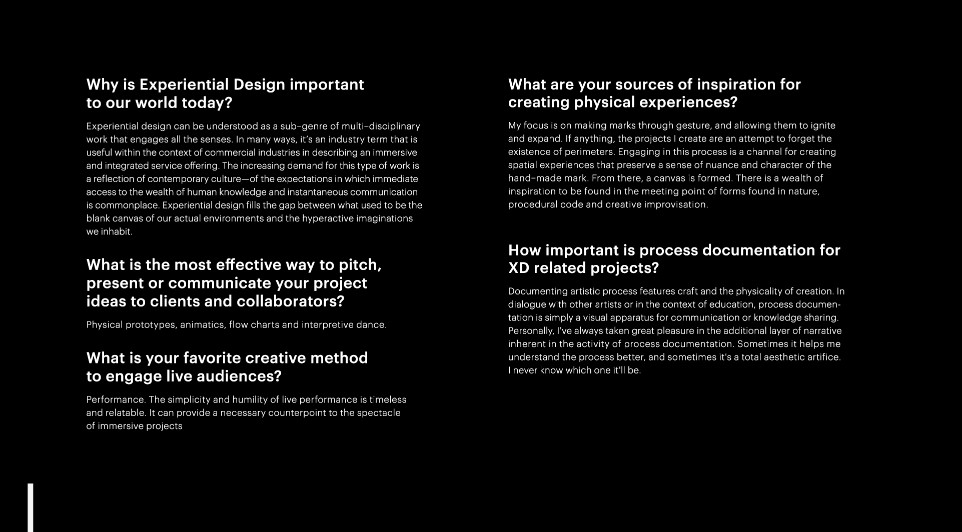 Why is Experiential Design important
to our world today?
Experiential design can be understood as a sub-genre of multi-disciplinary
work that engages all the senses. In many ways, it's an industry term that is
useful within the context of commercial industries in describing an immersive
and integrated service offering. The increasing demand for this type of work is
a reflection of contemporary culture—of the expectations in which immediate
access to the wealth of human knowledge and instantaneous communication
is commonplace. Experiential design fills the gap between what used to be the
blank canvas of our actual environments and the hyperactive imaginations
we inhabit.
What is the most effective way to pitch,
present or communicate your project
ideas to clients and collaborators?
Physical prototypes, animatics, flow charts and interpretive dance.
What is your favorite creative method
to engage live audiences?
Performance. The simplicity and humility of live performance is timeless
and relatable. It can provide a necessary counterpoint to the spectacle
of immersive projects
What are your sources of inspiration for
creating physical experiences?
My focus is on making marks through gesture, and allowing them to ignite
and expand. If anything, the projects I create are an attempt to forget the
existence of perimeters. Engaging in this process is a channel for creating
spatial experiences that preserve a sense of nuance and character of the
hand-made mark. From there, a canvas is formed. There is a wealth of
inspiration to be found in the meeting point of forms found in nature,
procedural code and creative improvisation.
How important is process documentation for
XD related projects?
Documenting artistic process features craft and the physicality of creation. In
dialogue with other artists or in the context of education, process documen-
tation is simply a visual apparatus for communication or knowledge sharing.
Personally, I've always taken great pleasure in the additional layer of narrative
inherent in the activity of process documentation. Sometimes it helps me
understand the process better, and sometimes it's a total aesthetic artifice.
I never know which one it'll be.